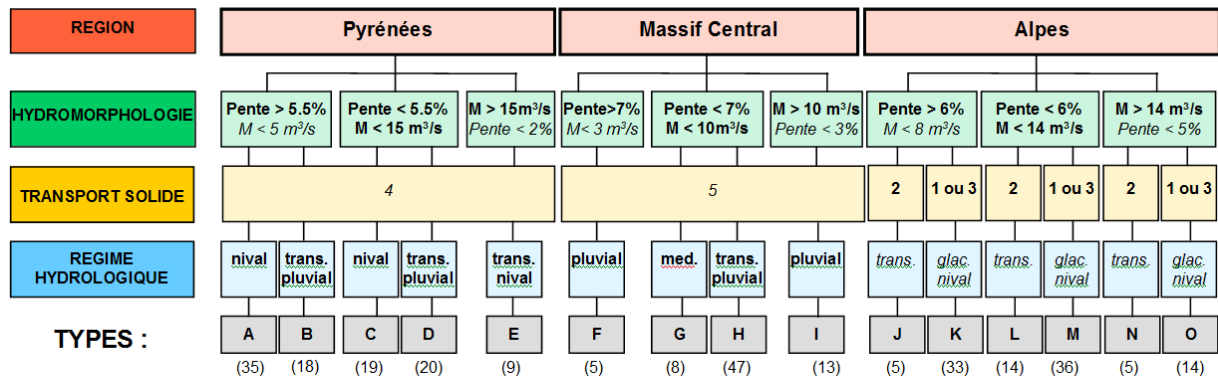 REGION Pyrénées Massif Central Alpes
HYDROMORPHOLOGIE
Pente > 5.5%
M < 5 m³/s
Pente < 5.5%
M < 15 m³/s
M > 15m³/s
Pente < 2%
Pente>7%
M< 3 m³/s
Pente < 7%
M < 10m³/s
M > 10 m³/s
Pente < 3%
Pente > 6%
M < 8 m³/s
Pente < 6%
M < 14 m³/s
M > 14 m³/s
Pente < 5%
TRANSPORT SOLIDE 4 5 2 1 ou 3 2 1 ou 3 2 1 ou 3
REGIME
HYDROLOGIQUE
nival
trans.
pluvial
nival
trans.
pluvial
trans.
nival
pluvial
med.
trans.
pluvial
pluvial
trans.
glac.
nival
trans.
glac.
nival
trans.
glac.
nival
TYPES : A B C D E F G H I J K L M N O
(35) (18) (19) (20) (9) (5) (8) (47) (13) (5) (33) (14) (36) (5) (14)